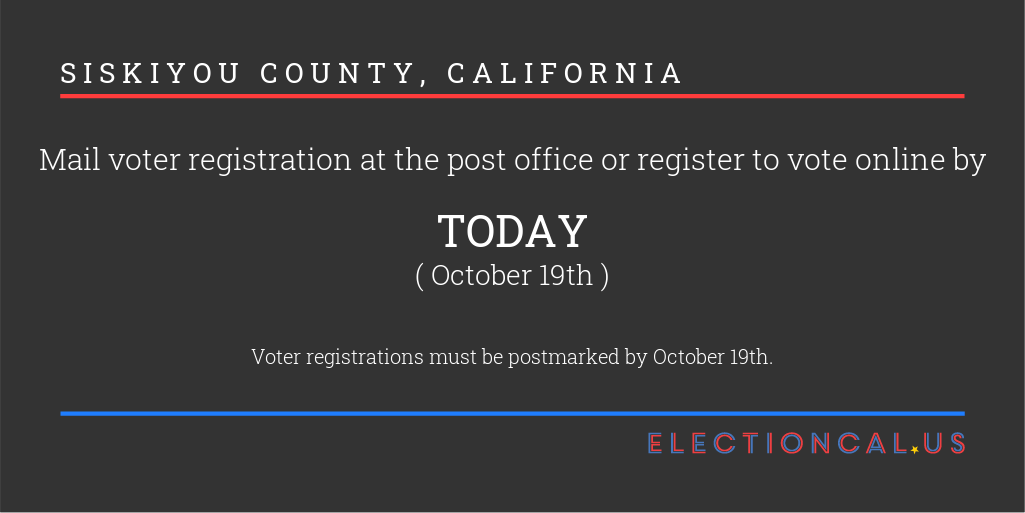 SISKIYOU COUNTY, CALIFORNIA
Mail voter registration at the post office or register to vote online by
TODAY
( October 19th )
Voter registrations must be postmarked by October 19th.
ELECTIONCAL.US